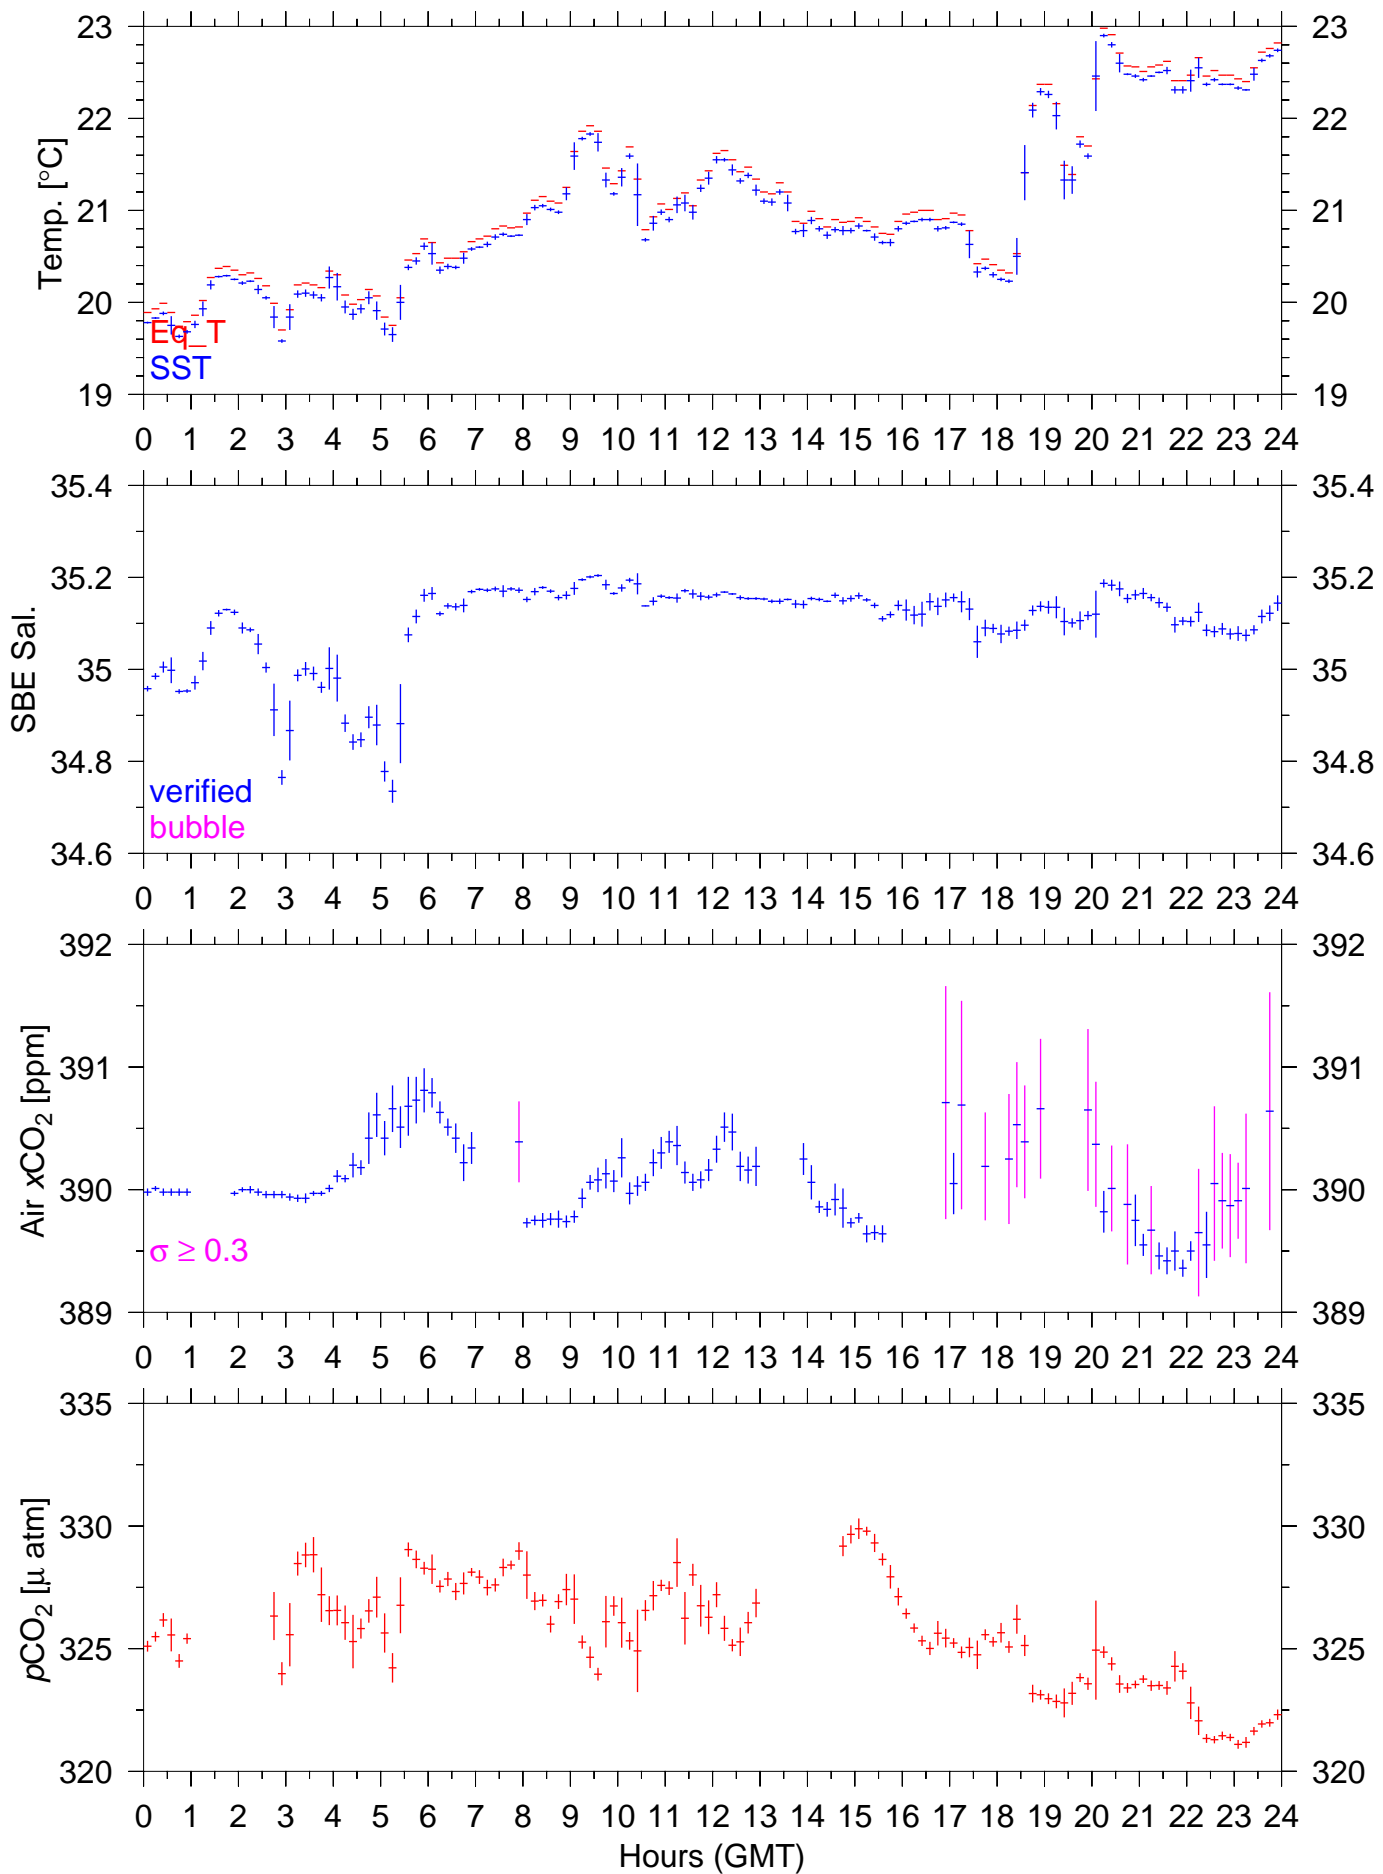 23 23
22 22
21 21
20 20
19 19
Temp. [°C]
Eq_T
SST
0 1 2 3 4 5 6 7 8 9 10 11 12 13 14 15 16 17 18 19 20 21 22 23 24
35.4 35.4
35.2 35.2
35 35
34.8 34.8
34.6 34.6
SBE Sal.
verified
bubble
0 1 2 3 4 5 6 7 8 9 10 11 12 13 14 15 16 17 18 19 20 21 22 23 24
392 392
391 391
390 390
389 389
Air xCO₂ [ppm]
σ ≥ 0.3
0 1 2 3 4 5 6 7 8 9 10 11 12 13 14 15 16 17 18 19 20 21 22 23 24
335 335
330 330
325 325
320 320
pCO₂ [μ atm]
0 1 2 3 4 5 6 7 8 9 10 11 12 13 14 15 16 17 18 19 20 21 22 23 24
Hours (GMT)